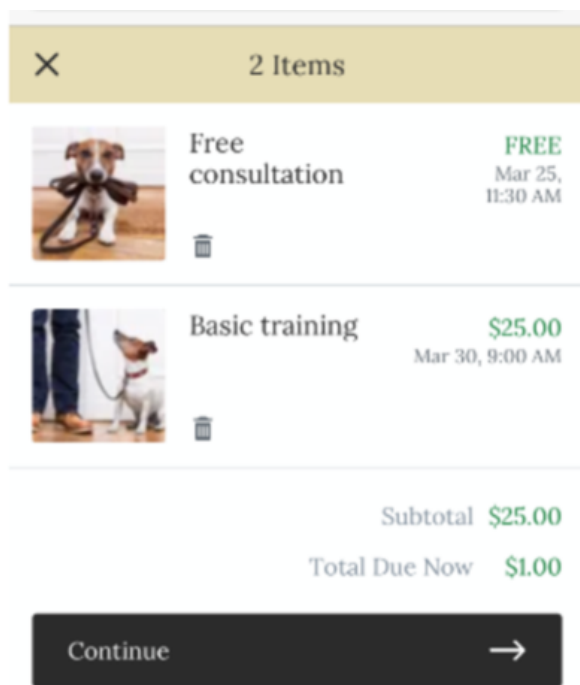 2 Items
Free
consultation
FREE
Mar 25,
11:30 AM
Basic training
$25.00
Mar 30, 9:00 AM
Subtotal $25.00
Total Due Now $1.00
Continue